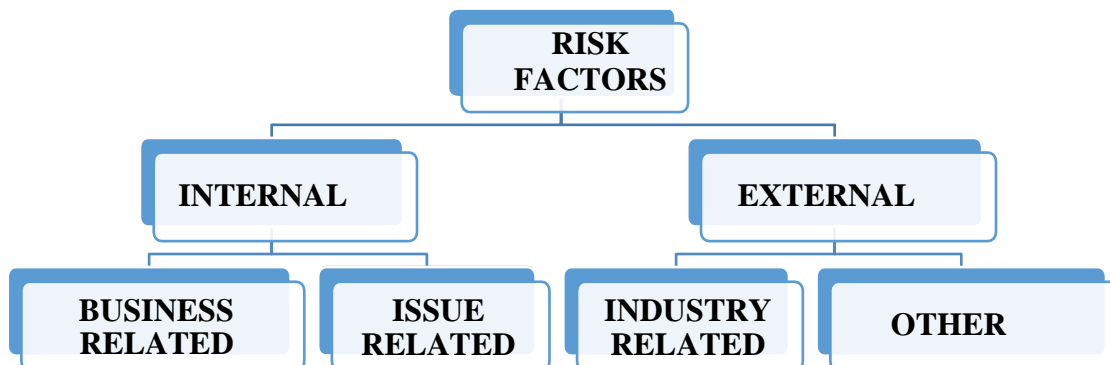 RISK
FACTORS
INTERNAL
EXTERNAL
BUSINESS
RELATED
ISSUE
RELATED
INDUSTRY
RELATED
OTHER